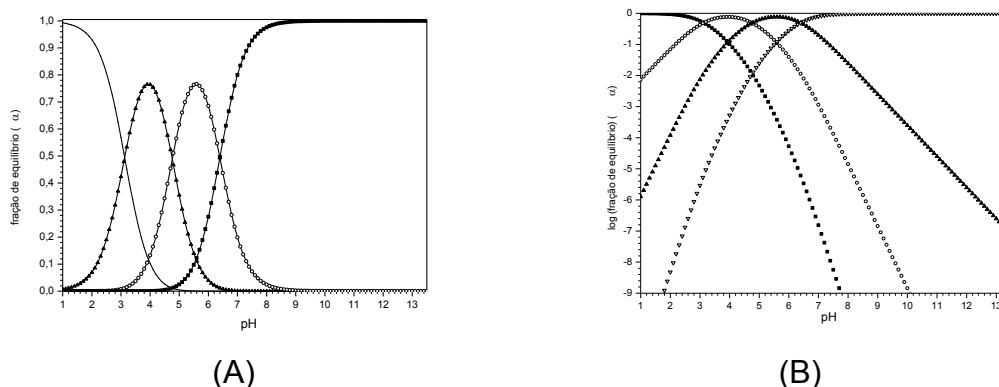 1,0
0,9
0,8
0,7
0,6
0,5
0,4
0,3
0,2
0,1
0,0
fração de equilíbrio ( α)
1 2 3 4 5 6 7 8 9 10 11 12 13
pH
(A)
0
-1
-2
-3
-4
-5
-6
-7
-8
-9
log (fração de equilíbrio) ( α)
1 2 3 4 5 6 7 8 9 10 11 12 13
pH
(B)